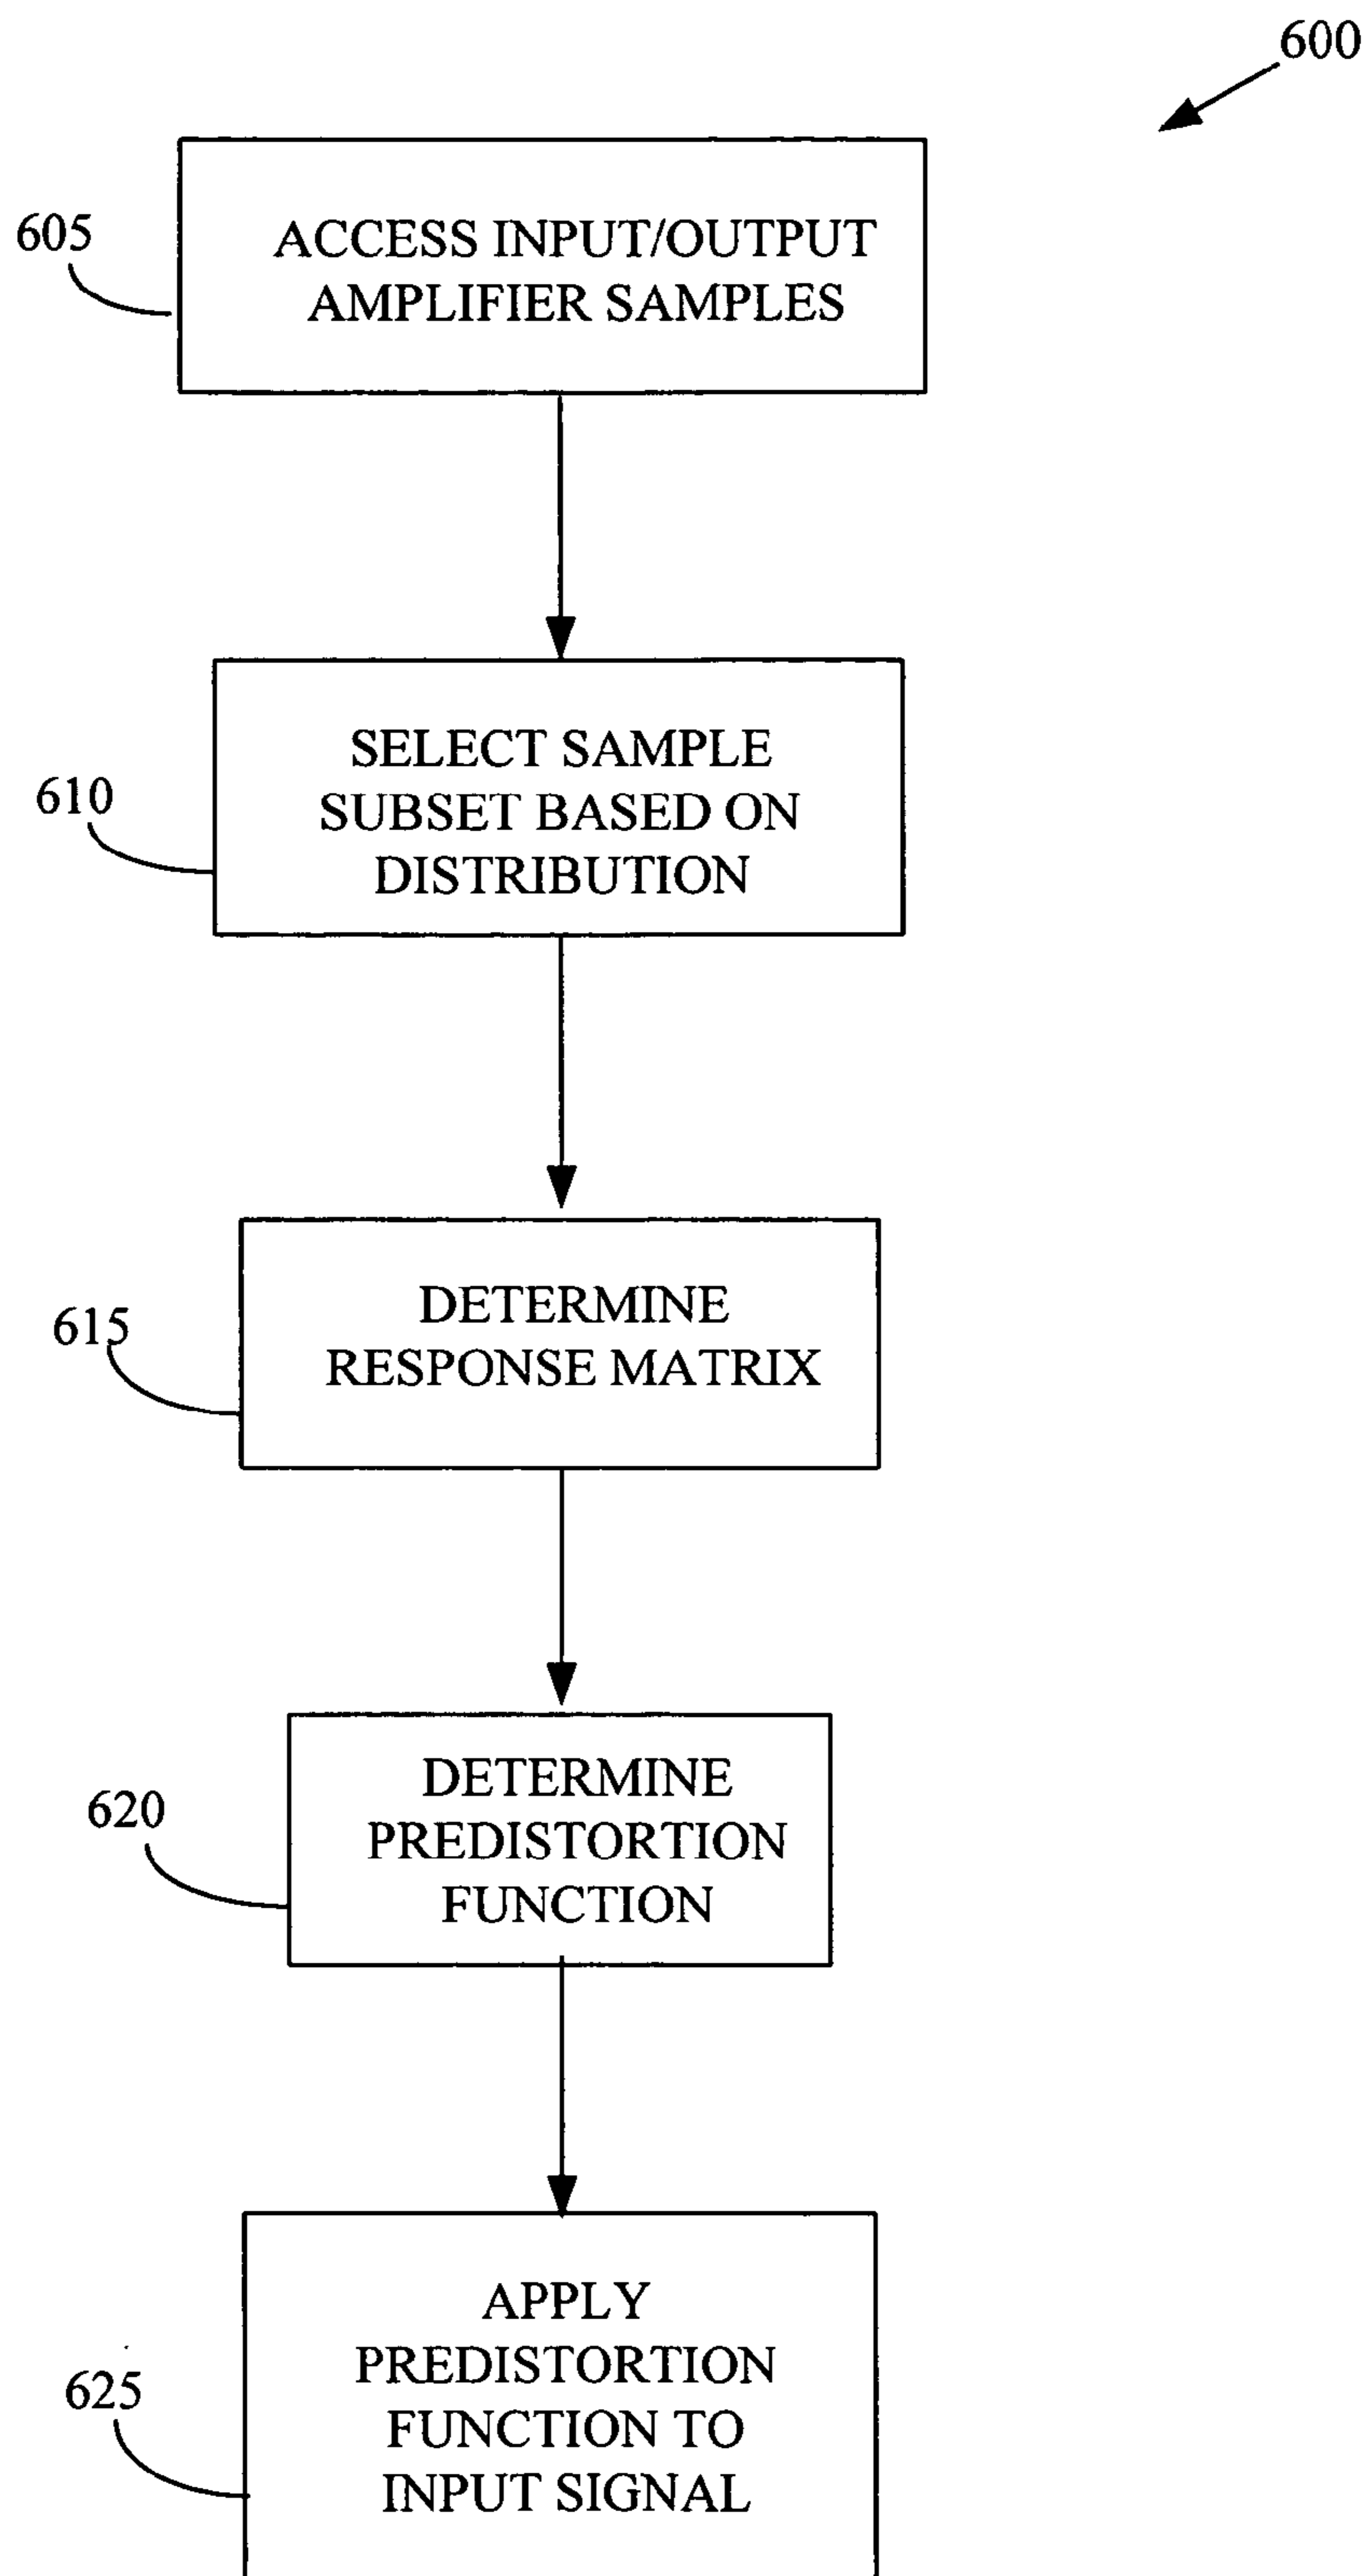 600
605
ACCESS INPUT/OUTPUT
AMPLIFIER SAMPLES
610
SELECT SAMPLE
SUBSET BASED ON
DISTRIBUTION
615
DETERMINE
RESPONSE MATRIX
620
DETERMINE
PREDISTORTION
FUNCTION
625
APPLY
PREDISTORTION
FUNCTION TO
INPUT SIGNAL